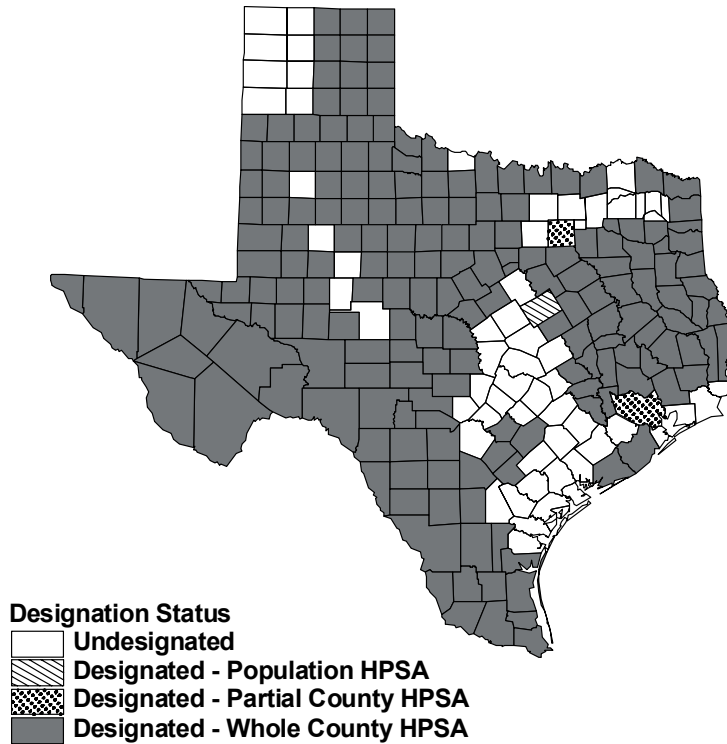 Designation Status
Undesignated
Designated - Population HPSA
Designated - Partial County HPSA
Designated - Whole County HPSA